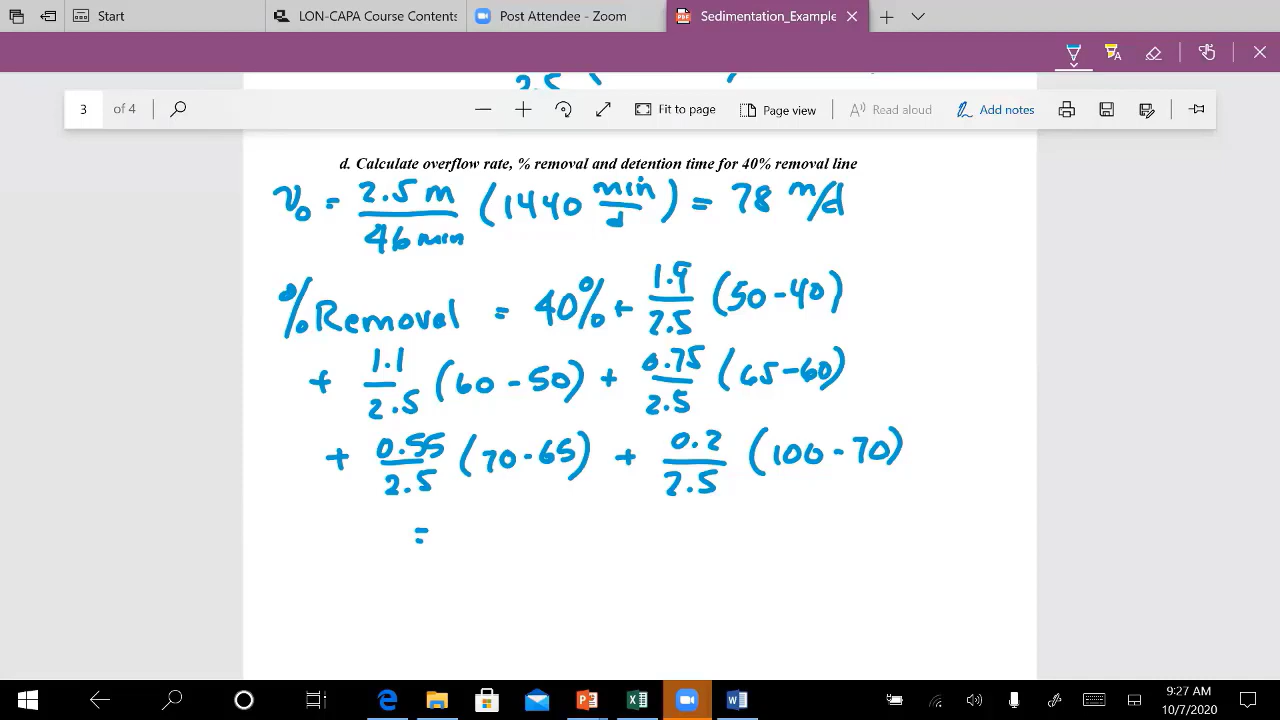 Start
LON-CAPA Course Contents
Post Attendee - Zoom
Sedimentation_Example
2.5
3 of 4
Fit to page
Page view
Read aloud
Add notes
d. Calculate overflow rate, % removal and detention time for 40% removal line
v₀ = 2.5 m / 46 min (1440 min/d) = 78 m/d
% Removal = 40% + 1.9/2.5 (50 - 40)
+ 1.1/2.5 (60 - 50) + 0.75/2.5 (65 - 60)
+ 0.55/2.5 (70 - 65) + 0.2/2.5 (100 - 70)
=
9:27 AM
10/7/2020